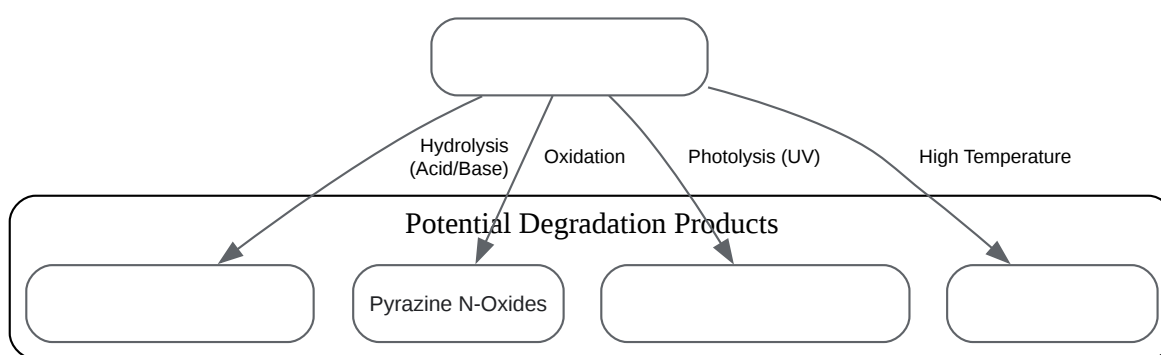 Hydrolysis
(Acid/Base)
Oxidation
Photolysis (UV)
High Temperature
Potential Degradation Products
Pyrazine N-Oxides